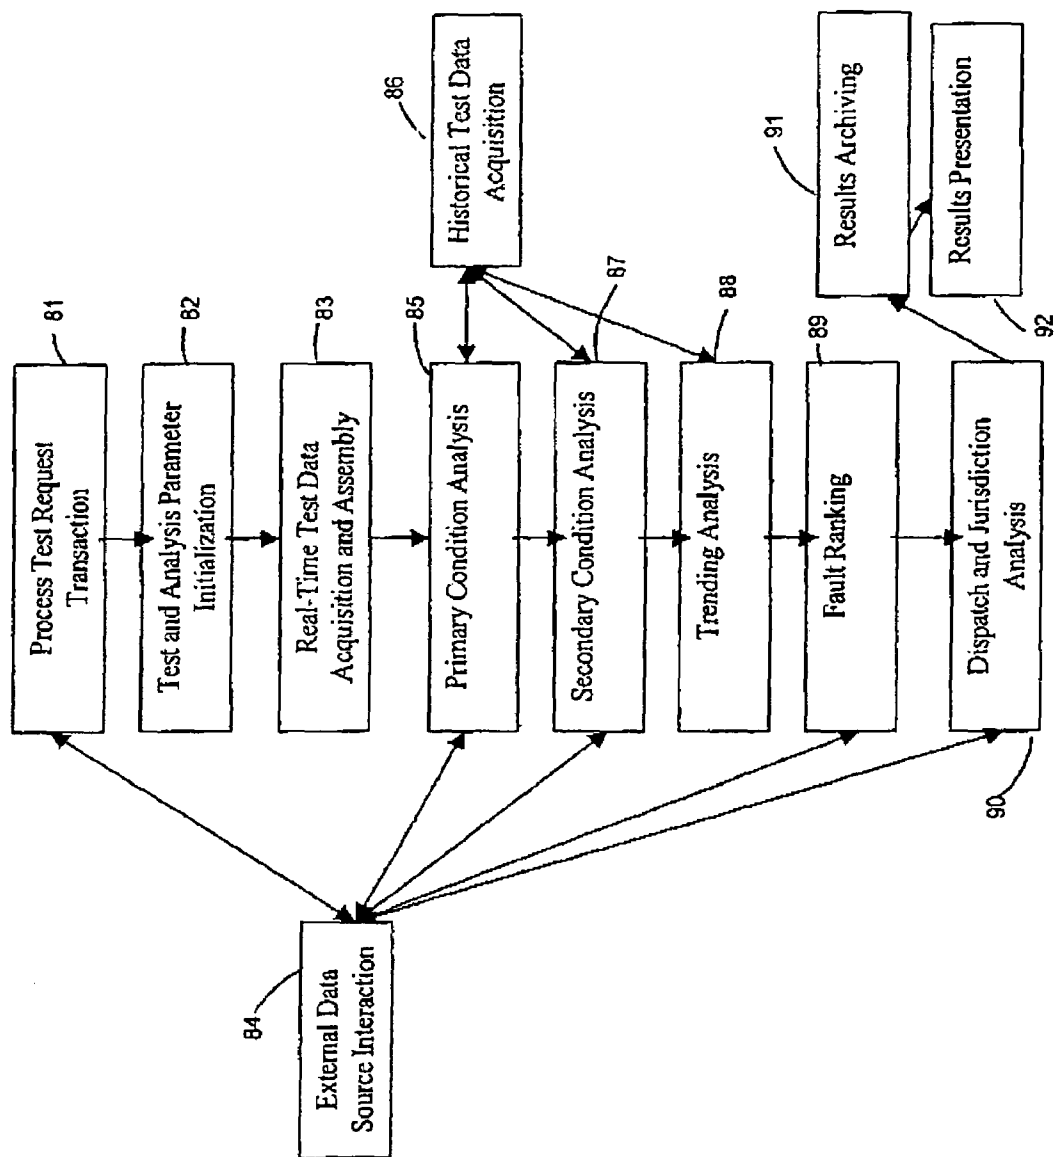 81
Process Test Request
Transaction
82
Test and Analysis Parameter
Initialization
83
Real-Time Test Data
Acquisition and Assembly
84
External Data
Source Interaction
85
Primary Condition Analysis
86
Historical Test Data
Acquisition
87
Secondary Condition Analysis
88
Trending Analysis
89
Fault Ranking
90
Dispatch and Jurisdiction
Analysis
91
Results Archiving
92
Results Presentation